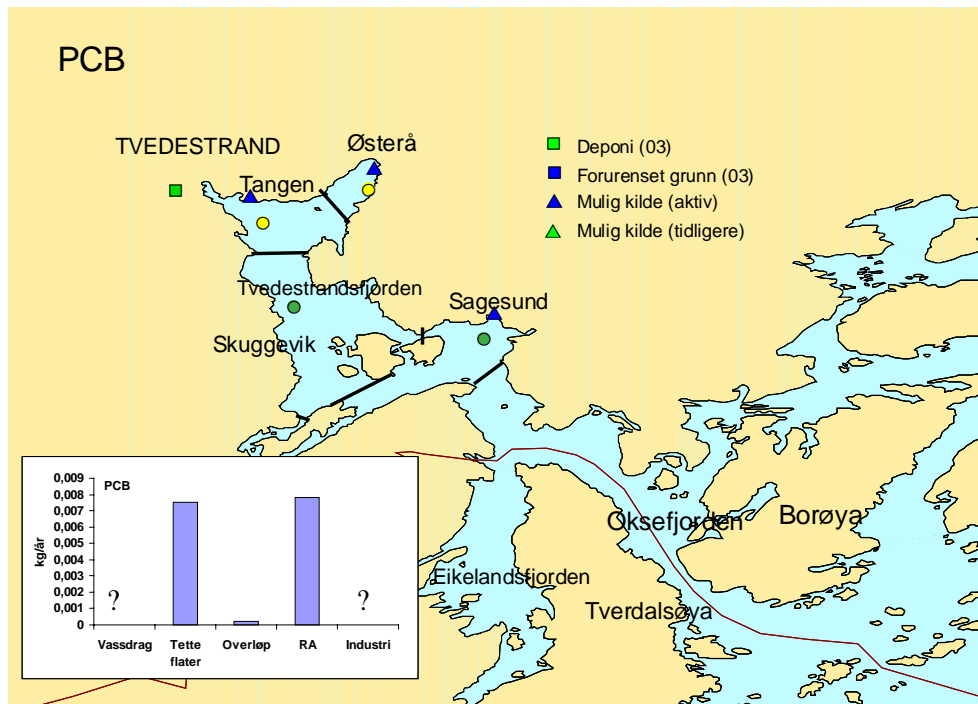 PCB
Østerå
TVEDESTRAND
Tangen
Deponi (03)
Forurenset grunn (03)
Mulig kilde (aktiv)
Mulig kilde (tidligere)
Tvedestrandsfjorden
Sagesund
Skuggevik
Oksefjorden
Borøya
Eikelandsfjorden
Tverdalsøya
PCB
kg/år
0,009
0,008
0,007
0,006
0,005
0,004
0,003
0,002
0,001
0
?
?
Vassdrag
Tette
flater
Overløp
RA
Industri